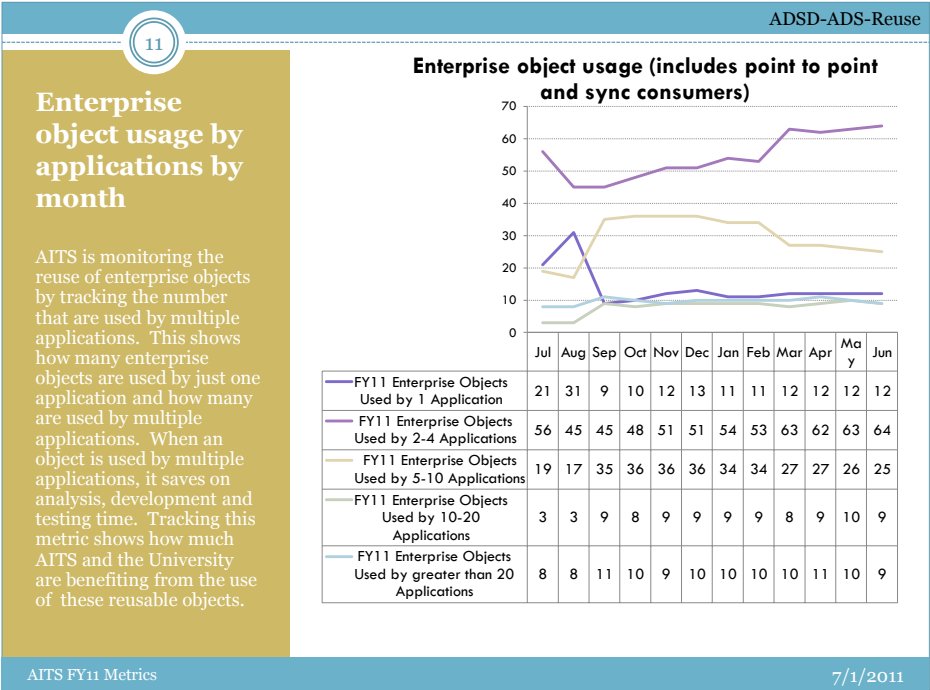 ADSD-ADS-Reuse
11
Enterprise
object usage by
applications by
month
AITS is monitoring the
reuse of enterprise objects
by tracking the number
that are used by multiple
applications.  This shows
how many enterprise
objects are used by just one
application and how many
are used by multiple
applications.  When an
object is used by multiple
applications, it saves on
analysis, development and
testing time.  Tracking this
metric shows how much
AITS and the University
are benefiting from the use
of  these reusable objects.
Enterprise object usage (includes point to point
and sync consumers)
70
60
50
40
30
20
10
0
Jul Aug Sep Oct Nov Dec Jan Feb Mar Apr Ma Jun
y
FY11 Enterprise Objects
Used by 1 Application
21 31 9 10 12 13 11 11 12 12 12 12
FY11 Enterprise Objects
Used by 2-4 Applications
56 45 45 48 51 51 54 53 63 62 63 64
FY11 Enterprise Objects
Used by 5-10 Applications
19 17 35 36 36 36 34 34 27 27 26 25
FY11 Enterprise Objects
Used by 10-20
Applications
3 3 9 8 9 9 9 9 8 9 10 9
FY11 Enterprise Objects
Used by greater than 20
Applications
8 8 11 10 9 10 10 10 10 11 10 9
AITS FY11 Metrics
7/1/2011